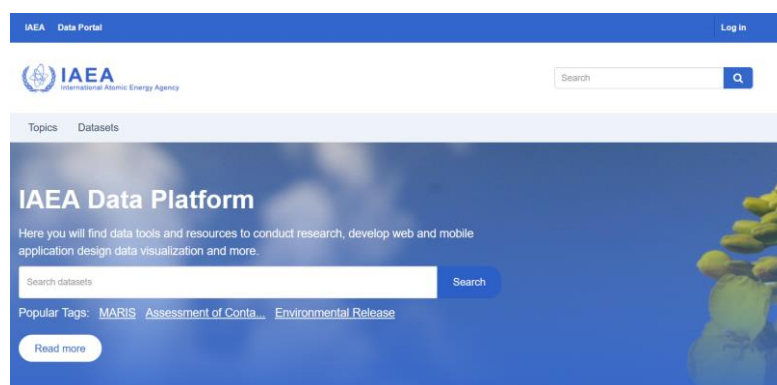 IAEA Data Portal Log in
IAEA
International Atomic Energy Agency
Search
Topics Datasets
IAEA Data Platform
Here you will find data tools and resources to conduct research, develop web and mobile
application design data visualization and more.
Search datasets Search
Popular Tags: MARIS Assessment of Conta... Environmental Release
Read more